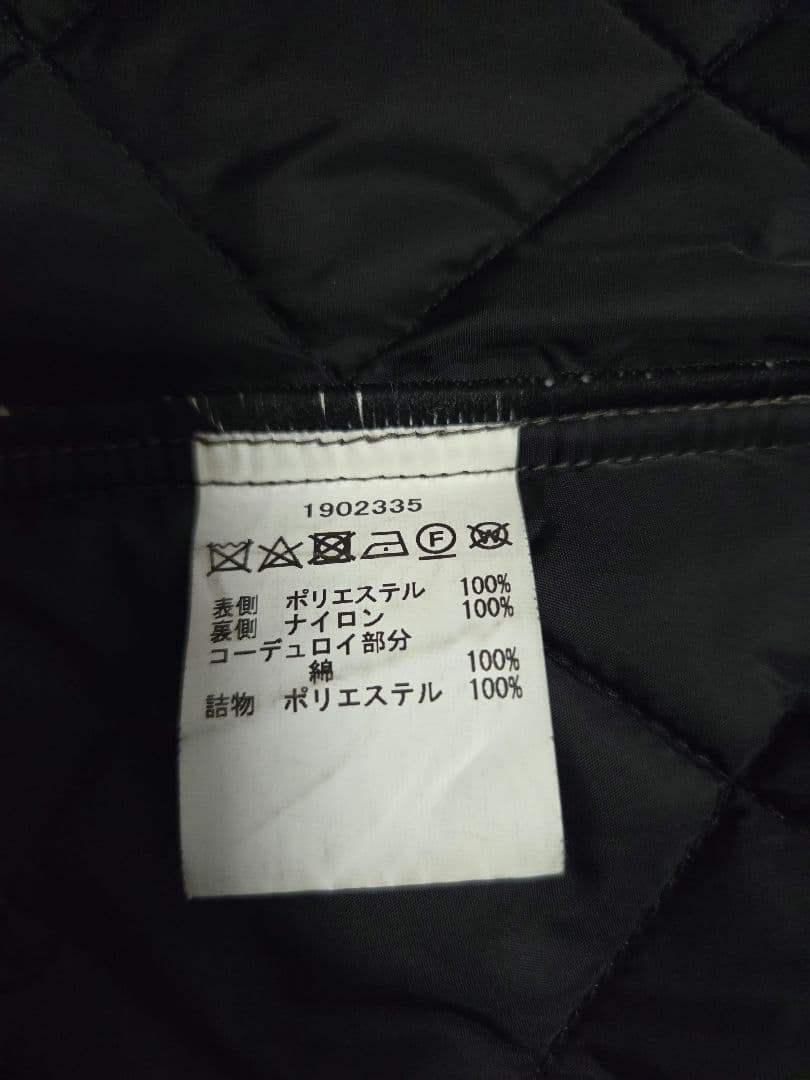 1902335
F W
表側 ポリエステル 100%
裏側 ナイロン 100%
コーデュロイ部分
綿 100%
詰物 ポリエステル 100%